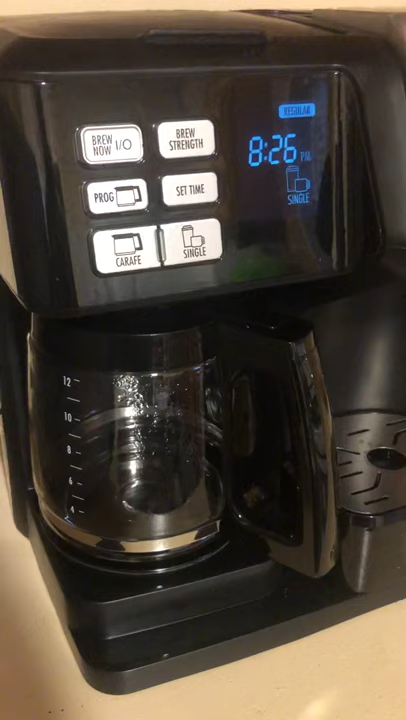 REGULAR
BREW NOW I/O
BREW STRENGTH
8:26 PM
PROG
SET TIME
SINGLE
CARAFE
SINGLE
12
10
8
6
4